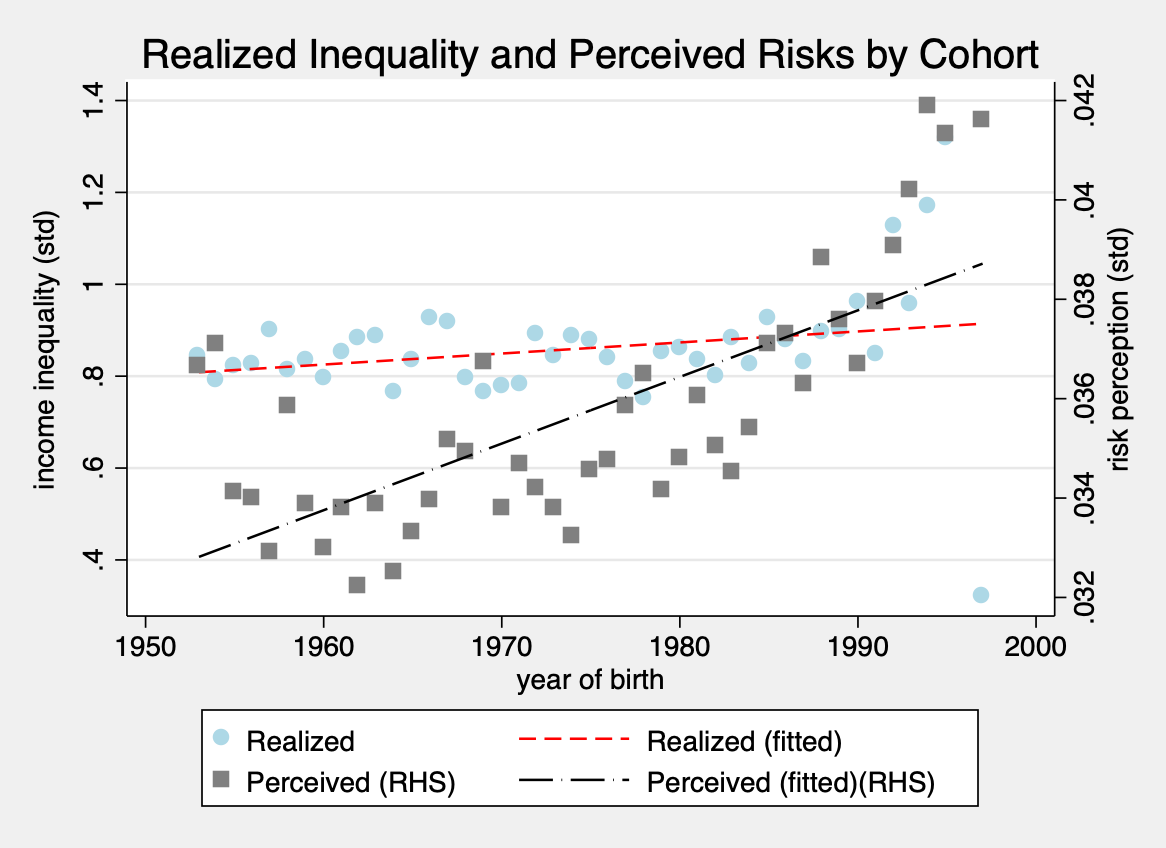 Realized Inequality and Perceived Risks by Cohort
1.4
1.2
1
.8
.6
.4
income inequality (std)
.042
.04
.038
.036
.034
.032
risk perception (std)
1950 1960 1970 1980 1990 2000
year of birth
Realized Realized (fitted)
Perceived (RHS) Perceived (fitted)(RHS)